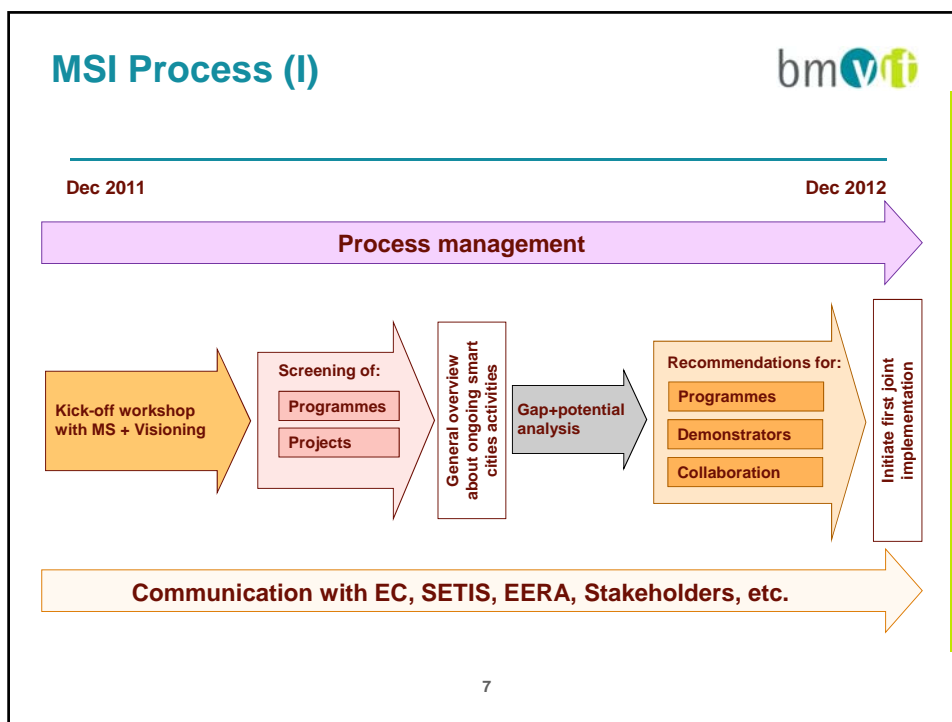 MSI Process (I)
bmvit
Dec 2011
Dec 2012
Process management
Kick-off workshop
with MS + Visioning
Screening of:
Programmes
Projects
General overview
about ongoing smart
cities activities
Gap+potential
analysis
Recommendations for:
Programmes
Demonstrators
Collaboration
Initiate first joint
implementation
Communication with EC, SETIS, EERA, Stakeholders, etc.
7